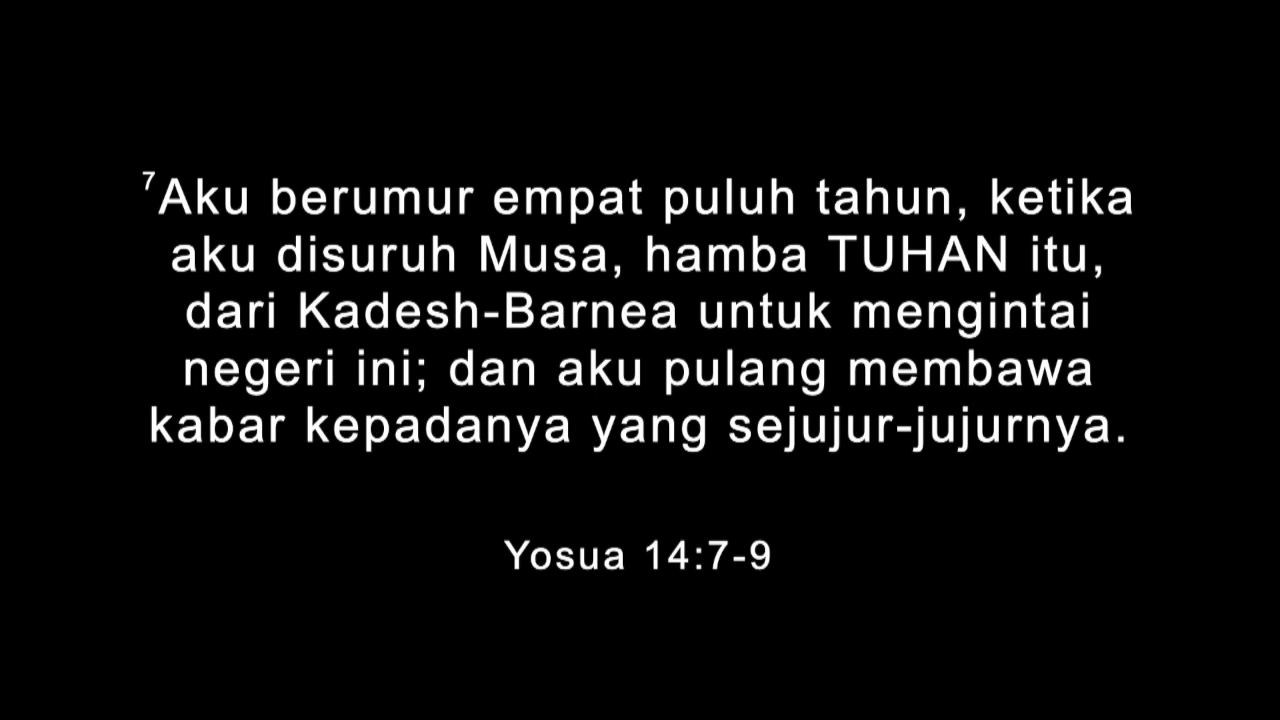 ⁷Aku berumur empat puluh tahun, ketika
aku disuruh Musa, hamba TUHAN itu,
dari Kadesh-Barnea untuk mengintai
negeri ini; dan aku pulang membawa
kabar kepadanya yang sejujur-jujurnya.
Yosua 14:7-9